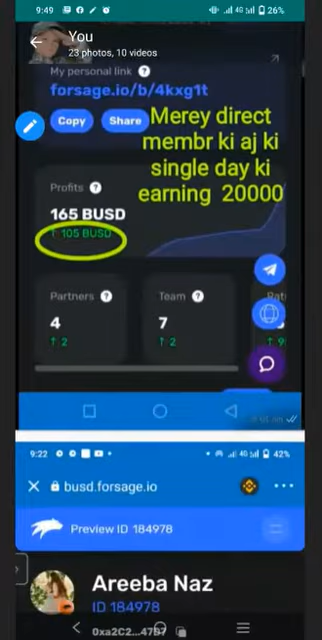 9:49
26%
You
23 photos, 10 videos
My personal link ?
forsage.io/b/4kxg1t
Copy Share
Merey direct
membr ki aj ki
single day ki
earning 20000
Profits ?
165 BUSD
↑ 105 BUSD
Partners ?
Team ?
4
7
↑ 2
↑ 2
9:22
42%
busd.forsage.io
Preview ID 184978
Areeba Naz
ID 184978